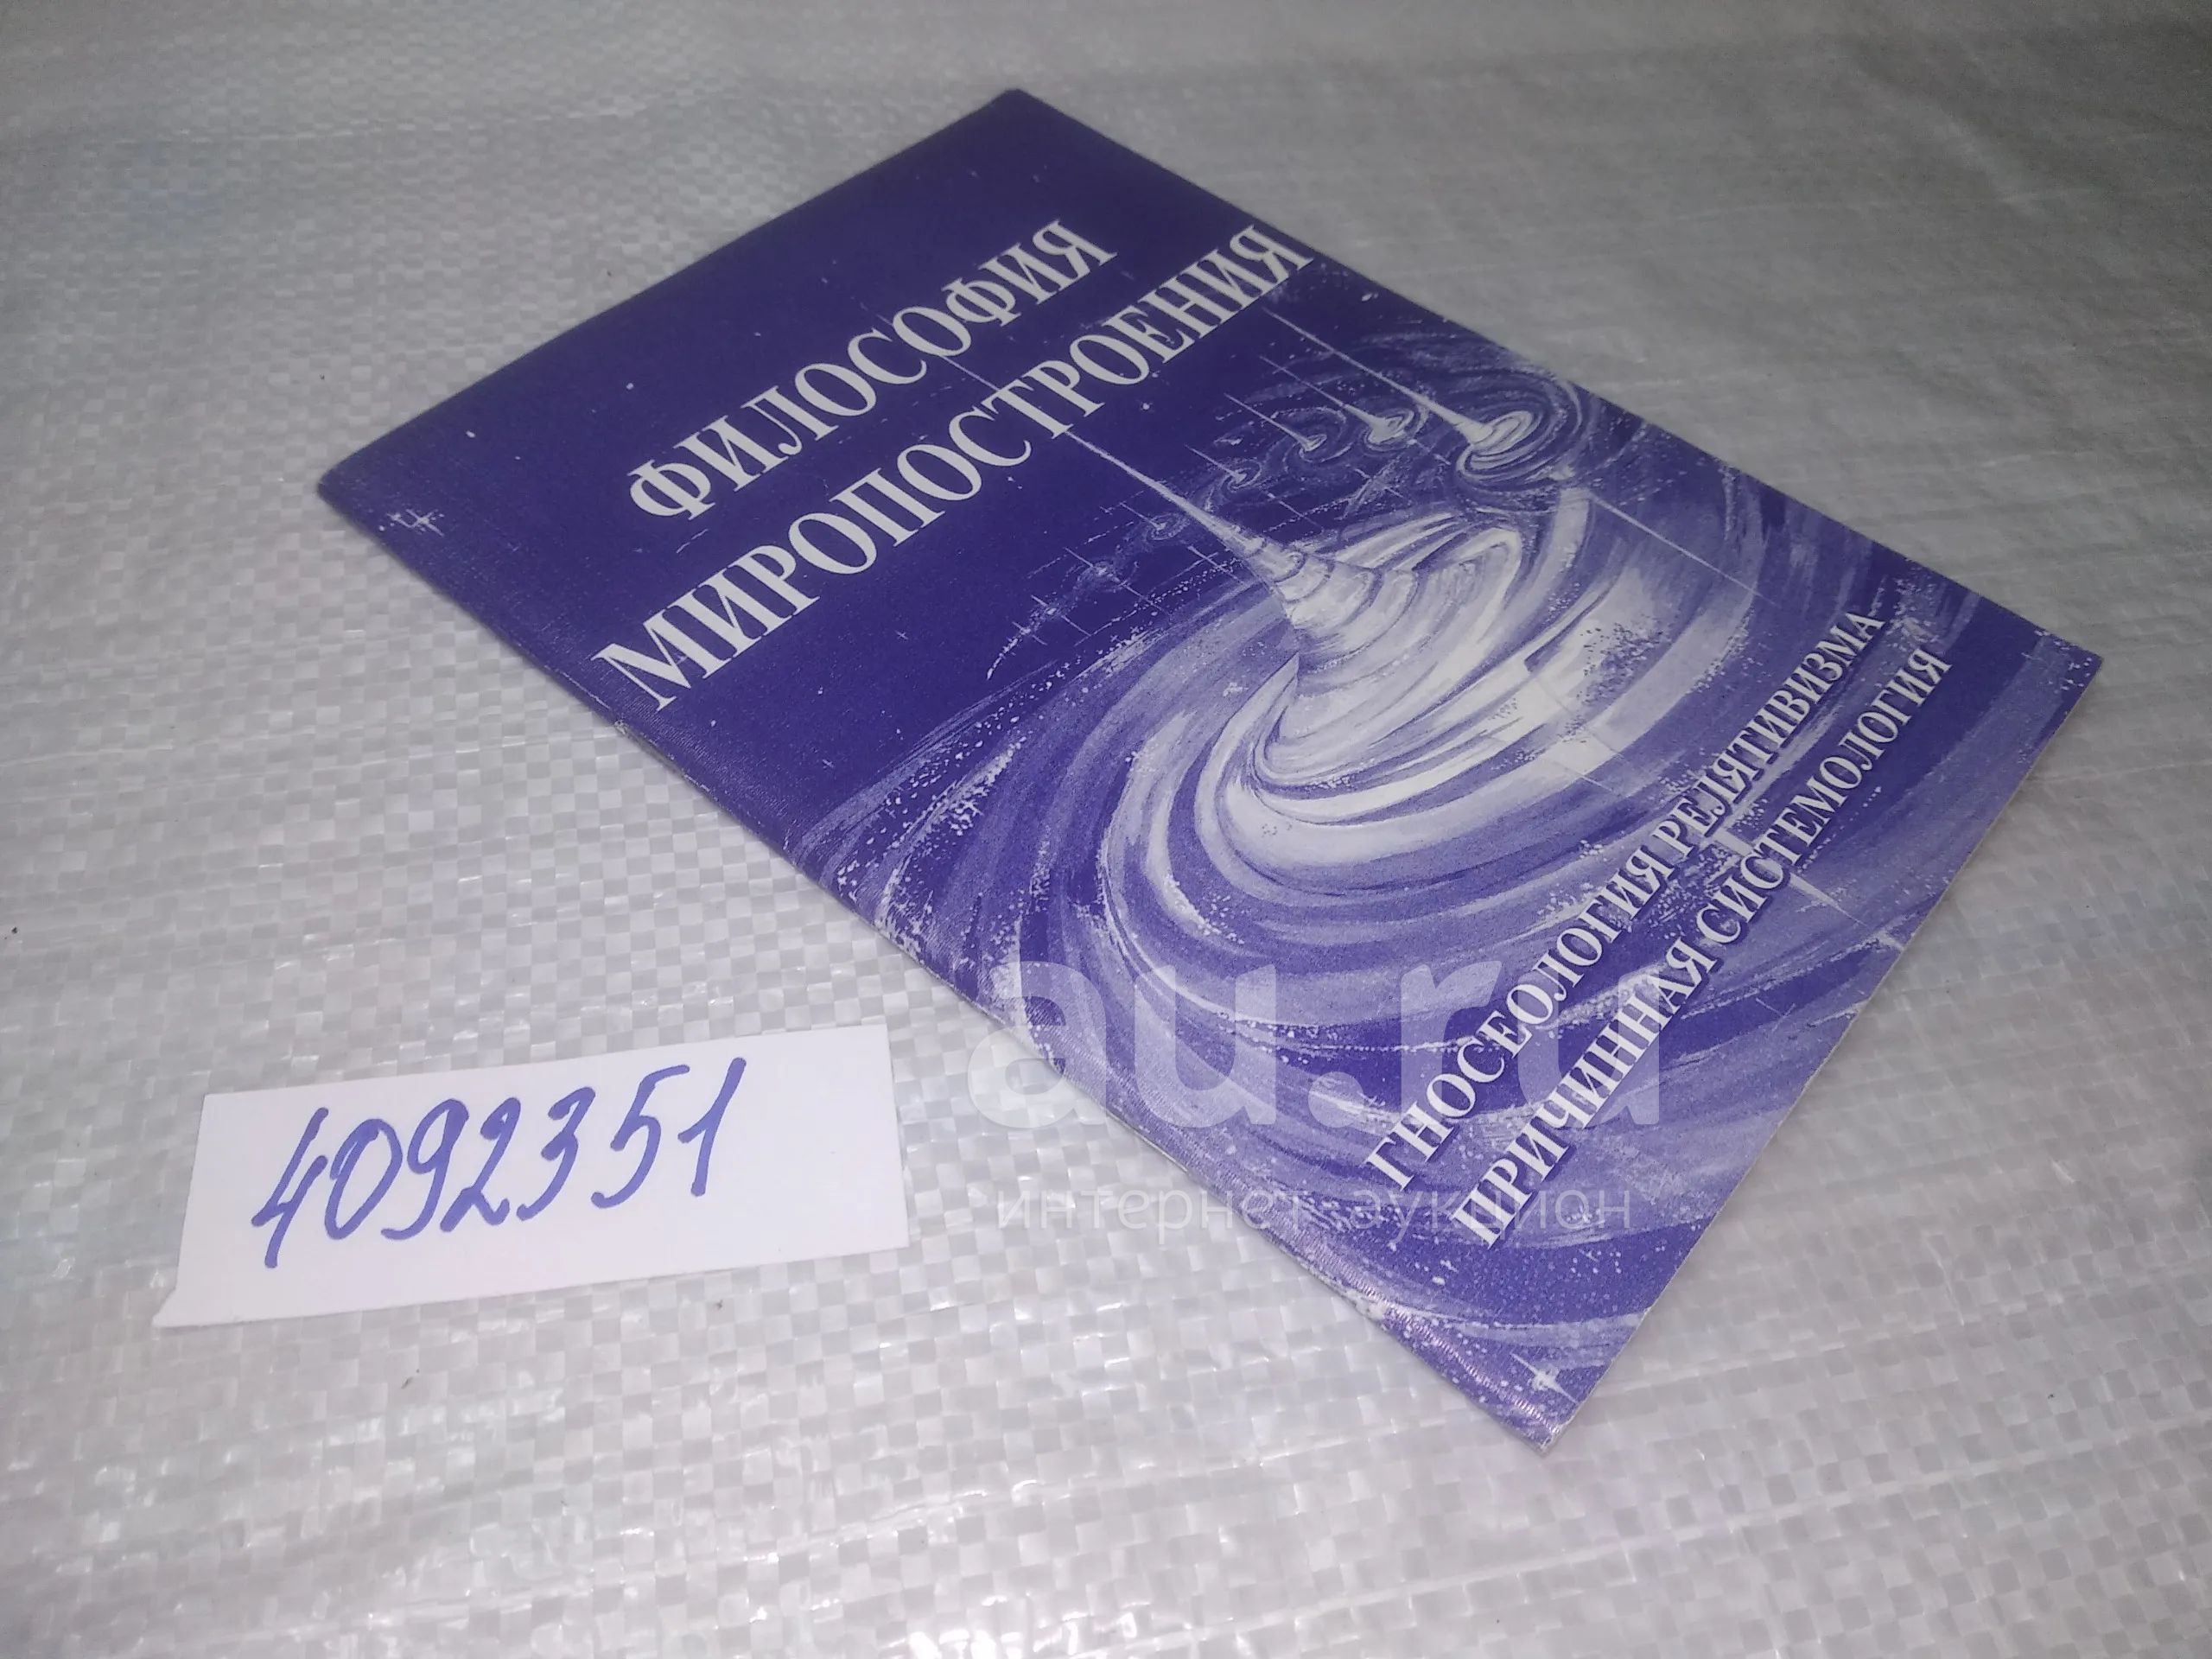 ФИЛОСОФИЯ
МИРОПОСТРОЕНИЯ
ГНОСЕОЛОГИЯ РЕЛЯТИВИЗМА
ПРИЧИННАЯ СИСТЕМОЛОГИЯ
4092351
au.ru
интернет-аукцион